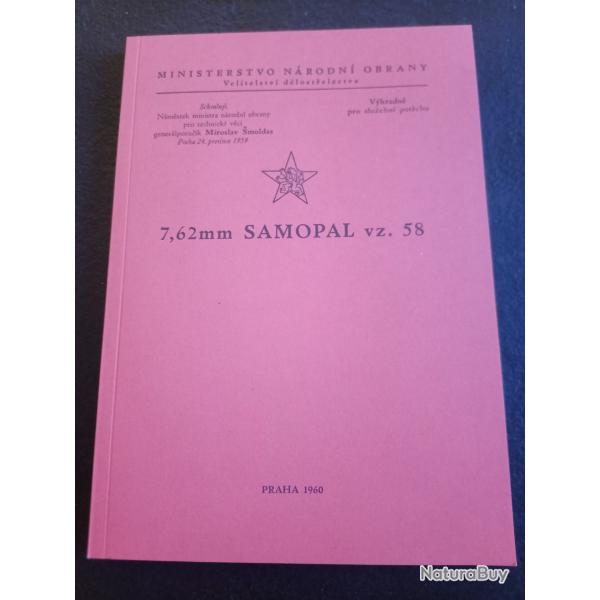 MINISTERSTVO NÁRODNÍ OBRANY
Velitelství dělostřelectva
Schvaluji.
Náměstek ministra národní obrany
pro technické věci
generálporučík Miroslav Šmoldas
Praha 24. prosince 1959
Výhradně
pro služební potřebu
7,62mm SAMOPAL vz. 58
PRAHA 1960
NaturaBuy